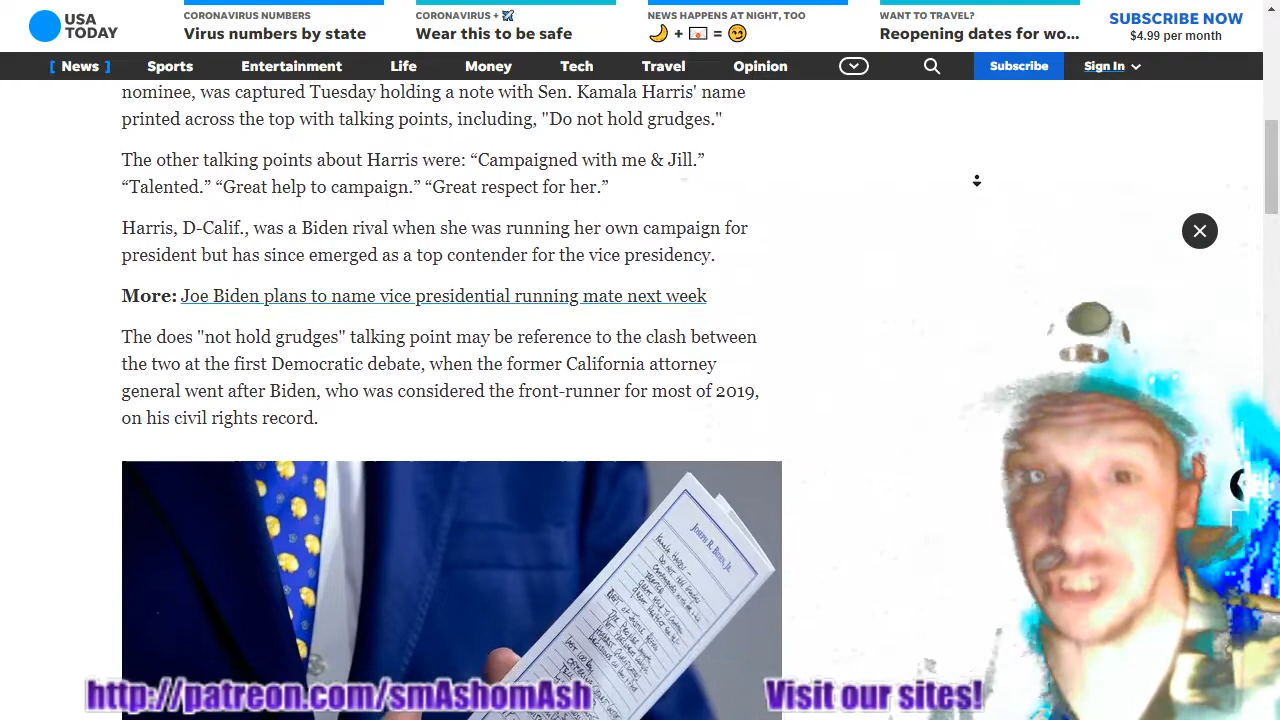 USA
TODAY
CORONAVIRUS NUMBERS
Virus numbers by state
CORONAVIRUS +
Wear this to be safe
NEWS HAPPENS AT NIGHT, TOO
+ =
WANT TO TRAVEL?
Reopening dates for wo...
SUBSCRIBE NOW
$4.99 per month
[ News ] Sports Entertainment Life Money Tech Travel Opinion Subscribe Sign In
nominee, was captured Tuesday holding a note with Sen. Kamala Harris' name
printed across the top with talking points, including, "Do not hold grudges."
The other talking points about Harris were: “Campaigned with me & Jill.”
“Talented.” “Great help to campaign.” “Great respect for her.”
Harris, D-Calif., was a Biden rival when she was running her own campaign for
president but has since emerged as a top contender for the vice presidency.
More: Joe Biden plans to name vice presidential running mate next week
The does "not hold grudges" talking point may be reference to the clash between
the two at the first Democratic debate, when the former California attorney
general went after Biden, who was considered the front-runner for most of 2019,
on his civil rights record.
JOSEPH R. BIDEN, JR.
http://patreon.com/smAshomAsh
Visit our sites!